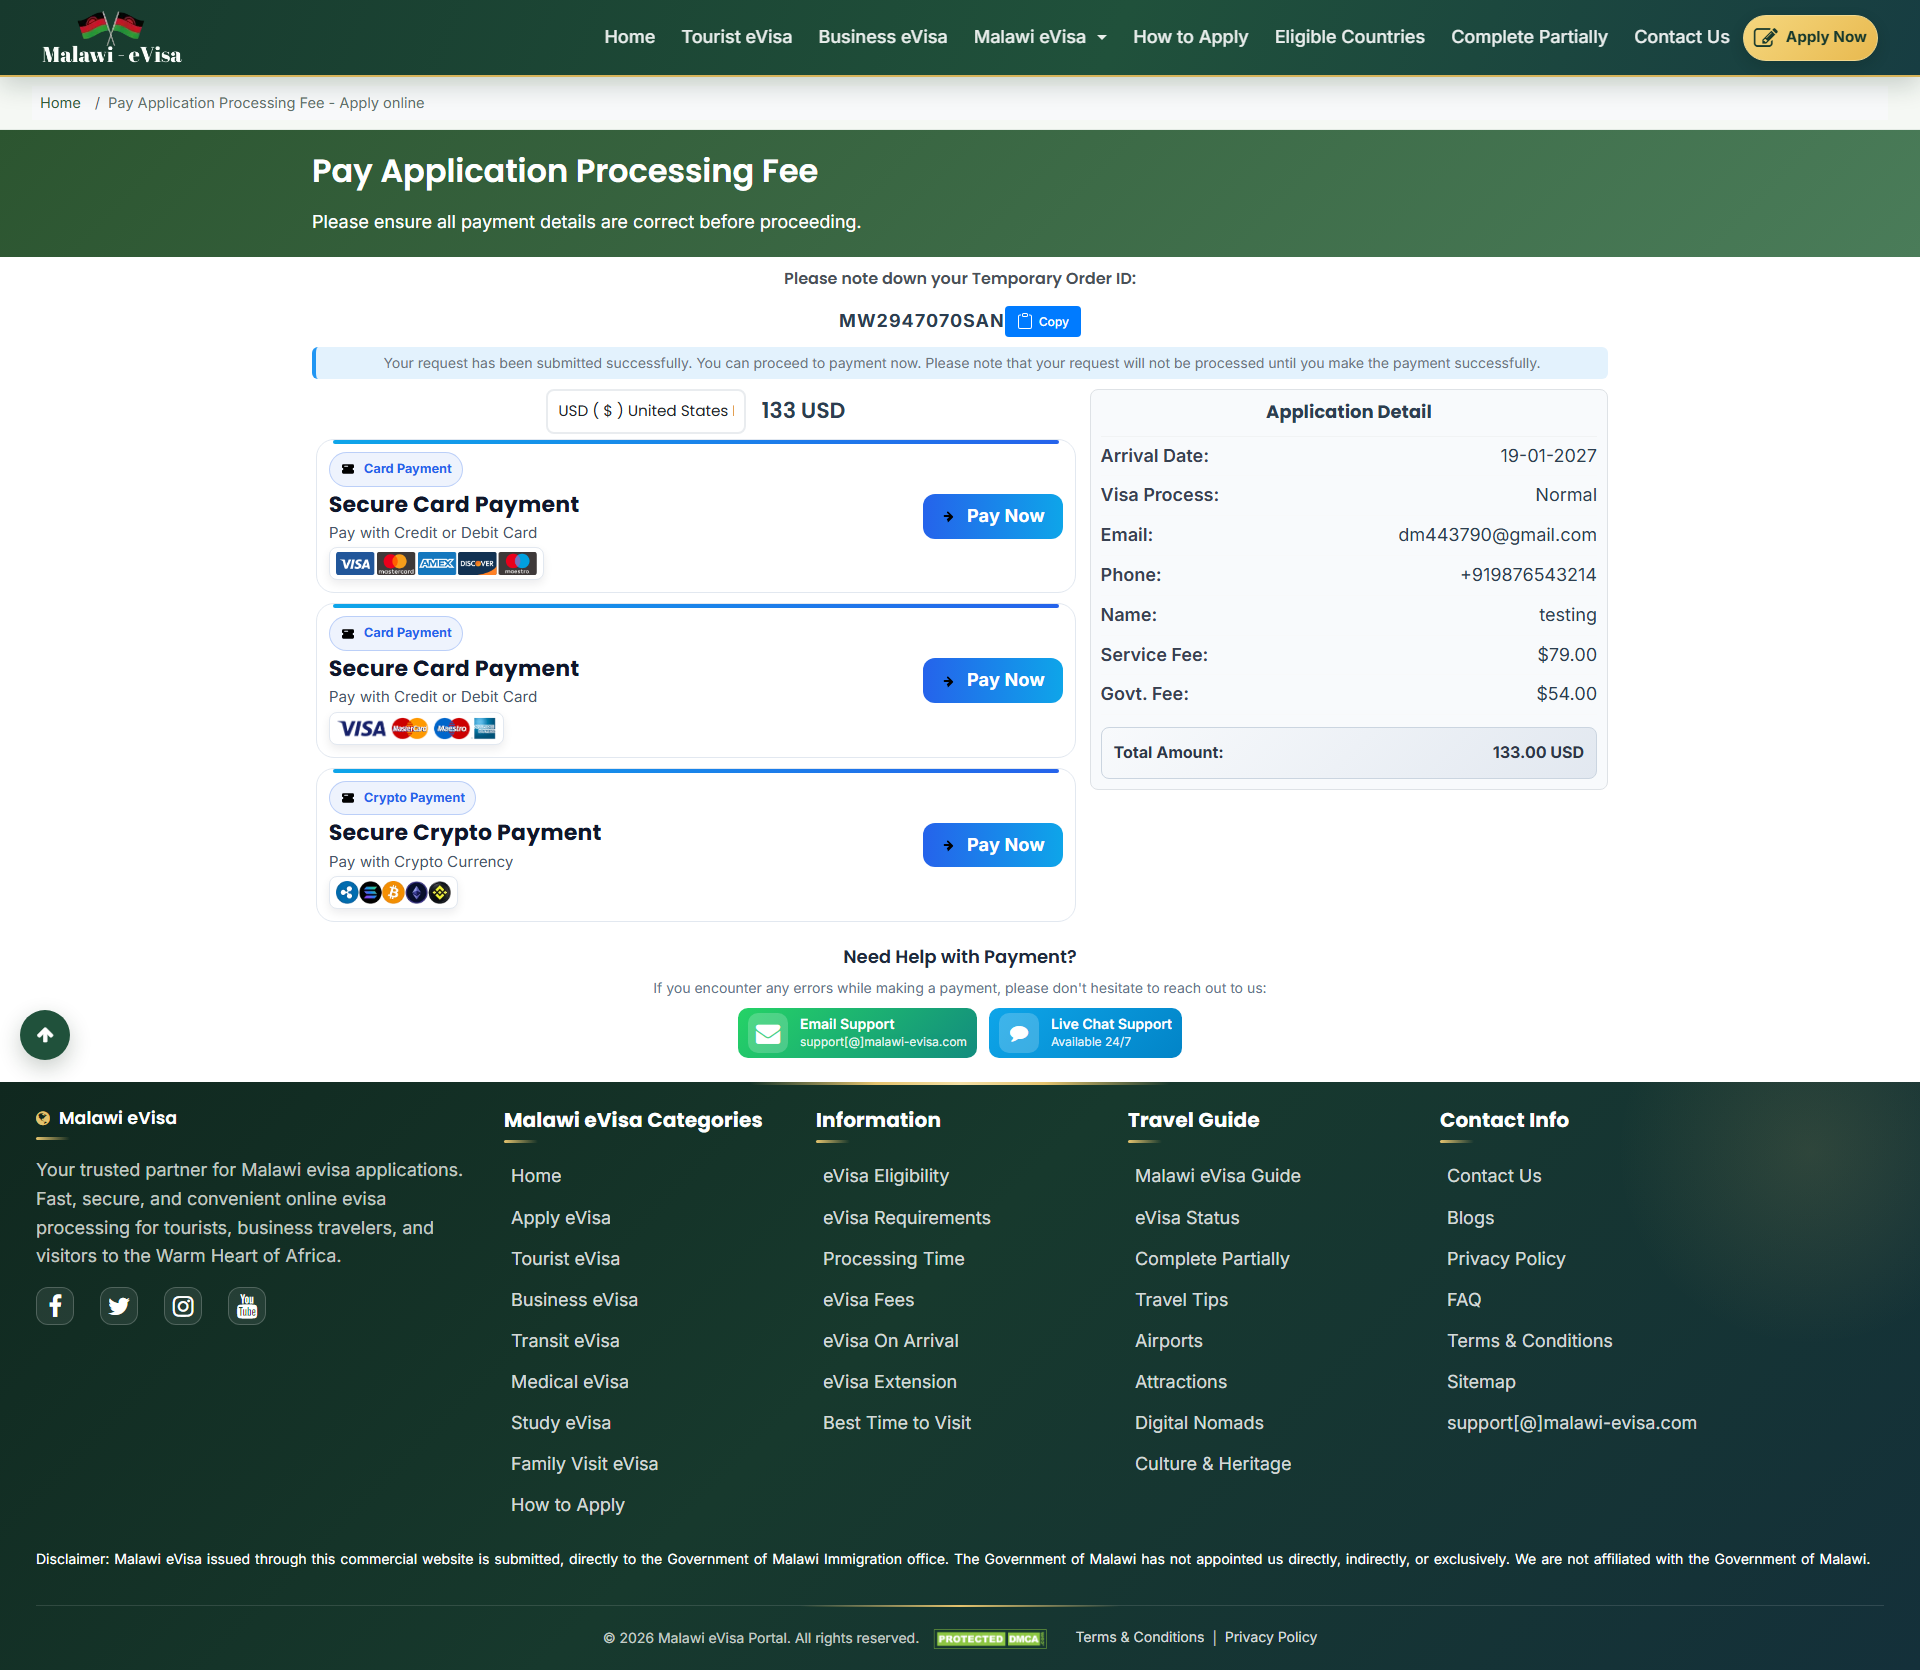 Malawi - eVisa
Home
Tourist eVisa
Business eVisa
Malawi eVisa
How to Apply
Eligible Countries
Complete Partially
Contact Us
Apply Now
Home / Pay Application Processing Fee - Apply online
Pay Application Processing Fee
Please ensure all payment details are correct before proceeding.
Please note down your Temporary Order ID:
MW2947070SAN
Copy
Your request has been submitted successfully. You can proceed to payment now. Please note that your request will not be processed until you make the payment successfully.
USD ( $ ) United States
133 USD
Card Payment
Secure Card Payment
Pay with Credit or Debit Card
VISA mastercard AMEX DISCOVER maestro
Pay Now
Card Payment
Secure Card Payment
Pay with Credit or Debit Card
VISA MasterCard Maestro
Pay Now
Crypto Payment
Secure Crypto Payment
Pay with Crypto Currency
Pay Now
Application Detail
Arrival Date: 19-01-2027
Visa Process: Normal
Email: dm443790@gmail.com
Phone: +919876543214
Name: testing
Service Fee: $79.00
Govt. Fee: $54.00
Total Amount: 133.00 USD
Need Help with Payment?
If you encounter any errors while making a payment, please don't hesitate to reach out to us:
Email Support
support[@]malawi-evisa.com
Live Chat Support
Available 24/7
Malawi eVisa
Your trusted partner for Malawi evisa applications.
Fast, secure, and convenient online evisa
processing for tourists, business travelers, and
visitors to the Warm Heart of Africa.
You
Tube
Malawi eVisa Categories
Home
Apply eVisa
Tourist eVisa
Business eVisa
Transit eVisa
Medical eVisa
Study eVisa
Family Visit eVisa
How to Apply
Information
eVisa Eligibility
eVisa Requirements
Processing Time
eVisa Fees
eVisa On Arrival
eVisa Extension
Best Time to Visit
Travel Guide
Malawi eVisa Guide
eVisa Status
Complete Partially
Travel Tips
Airports
Attractions
Digital Nomads
Culture & Heritage
Contact Info
Contact Us
Blogs
Privacy Policy
FAQ
Terms & Conditions
Sitemap
support[@]malawi-evisa.com
Disclaimer: Malawi eVisa issued through this commercial website is submitted, directly to the Government of Malawi Immigration office. The Government of Malawi has not appointed us directly, indirectly, or exclusively. We are not affiliated with the Government of Malawi.
© 2026 Malawi eVisa Portal. All rights reserved.
PROTECTED DMCA
Terms & Conditions | Privacy Policy